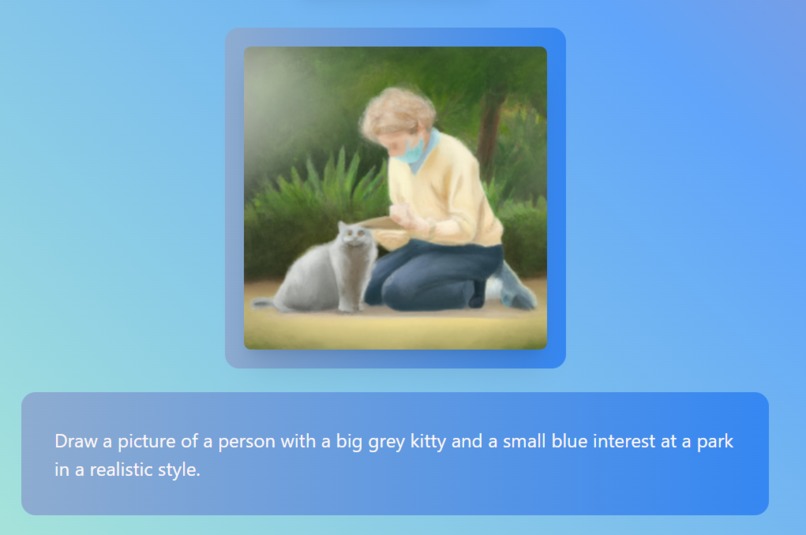 Draw a picture of a person with a big grey kitty and a small blue interest at a park
in a realistic style.